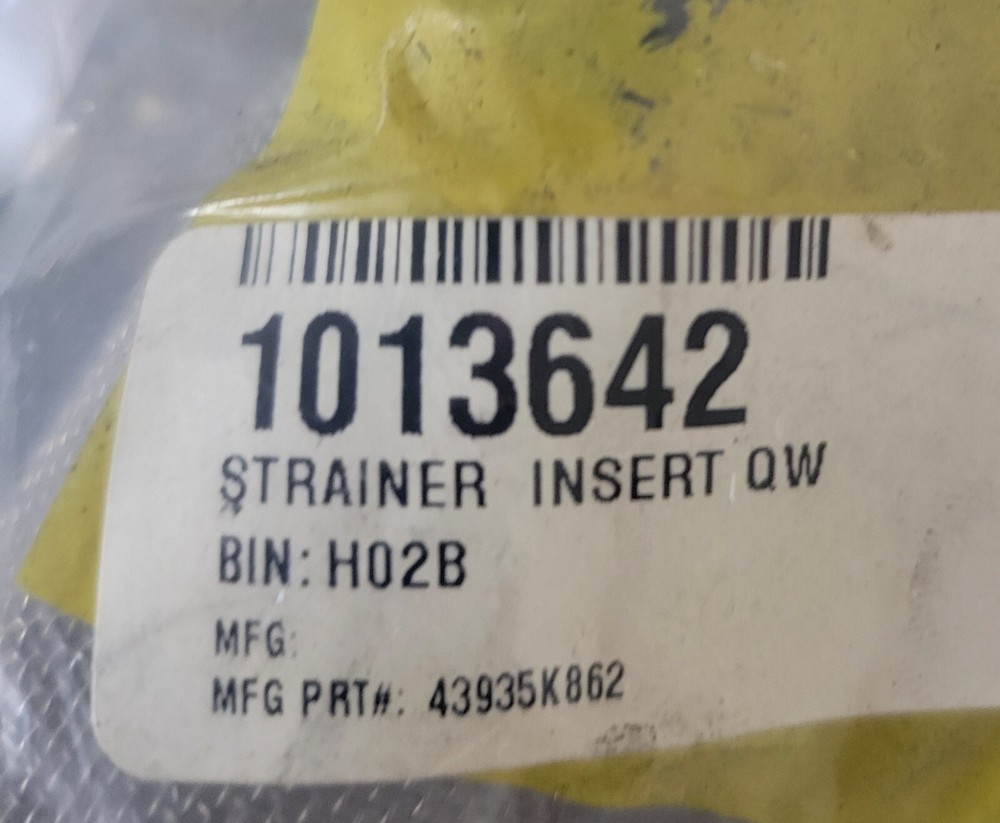 1013642
STRAINER INSERT QW
BIN: H02B
MFG:
MFG PRT#: 43935K862